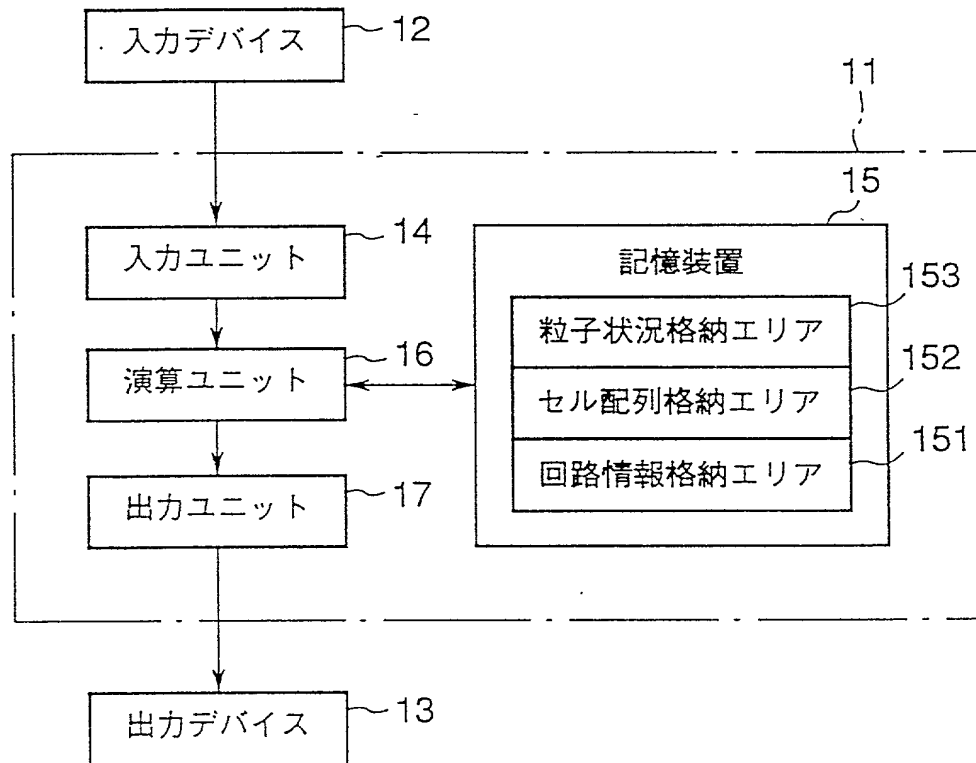 入力デバイス
12
11
入力ユニット
14
15
記憶装置
粒子状況格納エリア
153
演算ユニット
16
セル配列格納エリア
152
回路情報格納エリア
151
出力ユニット
17
出力デバイス
13